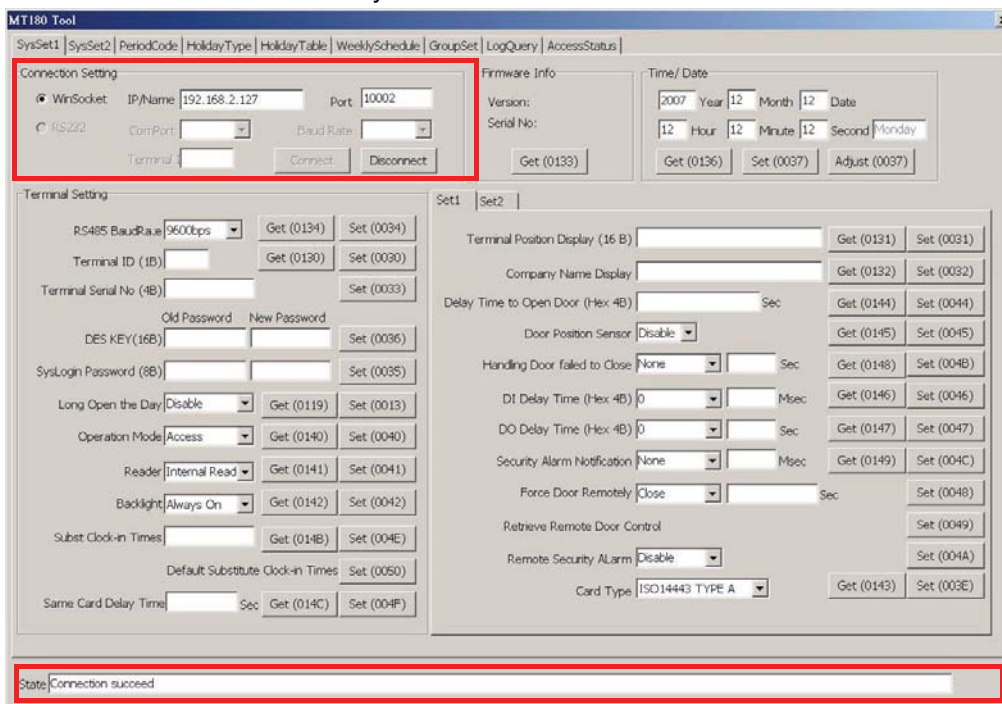 MT180 Tool
SysSet1 SysSet2 PeriodCode HolidayType HolidayTable WeeklySchedule GroupSet LogQuery AccessStatus
Connection Setting
WinSocket IP/Name 192.168.2.127 Port 10002
RS232 ComPort Baud Rate
Terminal Connect Disconnect
Firmware Info
Version:
Serial No:
Get (0133)
Time/ Date
2007 Year 12 Month 12 Date
12 Hour 12 Minute 12 Second Monday
Get (0136) Set (0037) Adjust (0037)
Terminal Setting
RS485 BaudRa.e 9600bps Get (0134) Set (0034)
Terminal ID (1B) Get (0130) Set (0030)
Terminal Serial No (4B) Set (0033)
Old Password New Password
DES KEY(16B) Set (0036)
SysLogin Password (8B) Set (0035)
Long Open the Day Disable Get (0119) Set (0013)
Operation Mode Access Get (0140) Set (0040)
Reader Internal Read Get (0141) Set (0041)
Backlight Always On Get (0142) Set (0042)
Subst Clock-in Times Get (014B) Set (004E)
Default Substitute Clock-in Times Set (0050)
Same Card Delay Time Sec Get (014C) Set (004F)
Set1 Set2
Terminal Position Display (16 B) Get (0131) Set (0031)
Company Name Display Get (0132) Set (0032)
Delay Time to Open Door (Hex 4B) Sec Get (0144) Set (0044)
Door Position Sensor Disable Get (0145) Set (0045)
Handling Door failed to Close None Sec Get (0148) Set (004B)
DI Delay Time (Hex 4B) 0 Msec Get (0146) Set (0046)
DO Delay Time (Hex 4B) 0 Sec Get (0147) Set (0047)
Security Alarm Notification None Msec Get (0149) Set (004C)
Force Door Remotely Close Sec Set (0048)
Retrieve Remote Door Control Set (0049)
Remote Security ALarm Disable Set (004A)
Card Type ISO14443 TYPE A Get (0143) Set (003E)
State Connection succeed